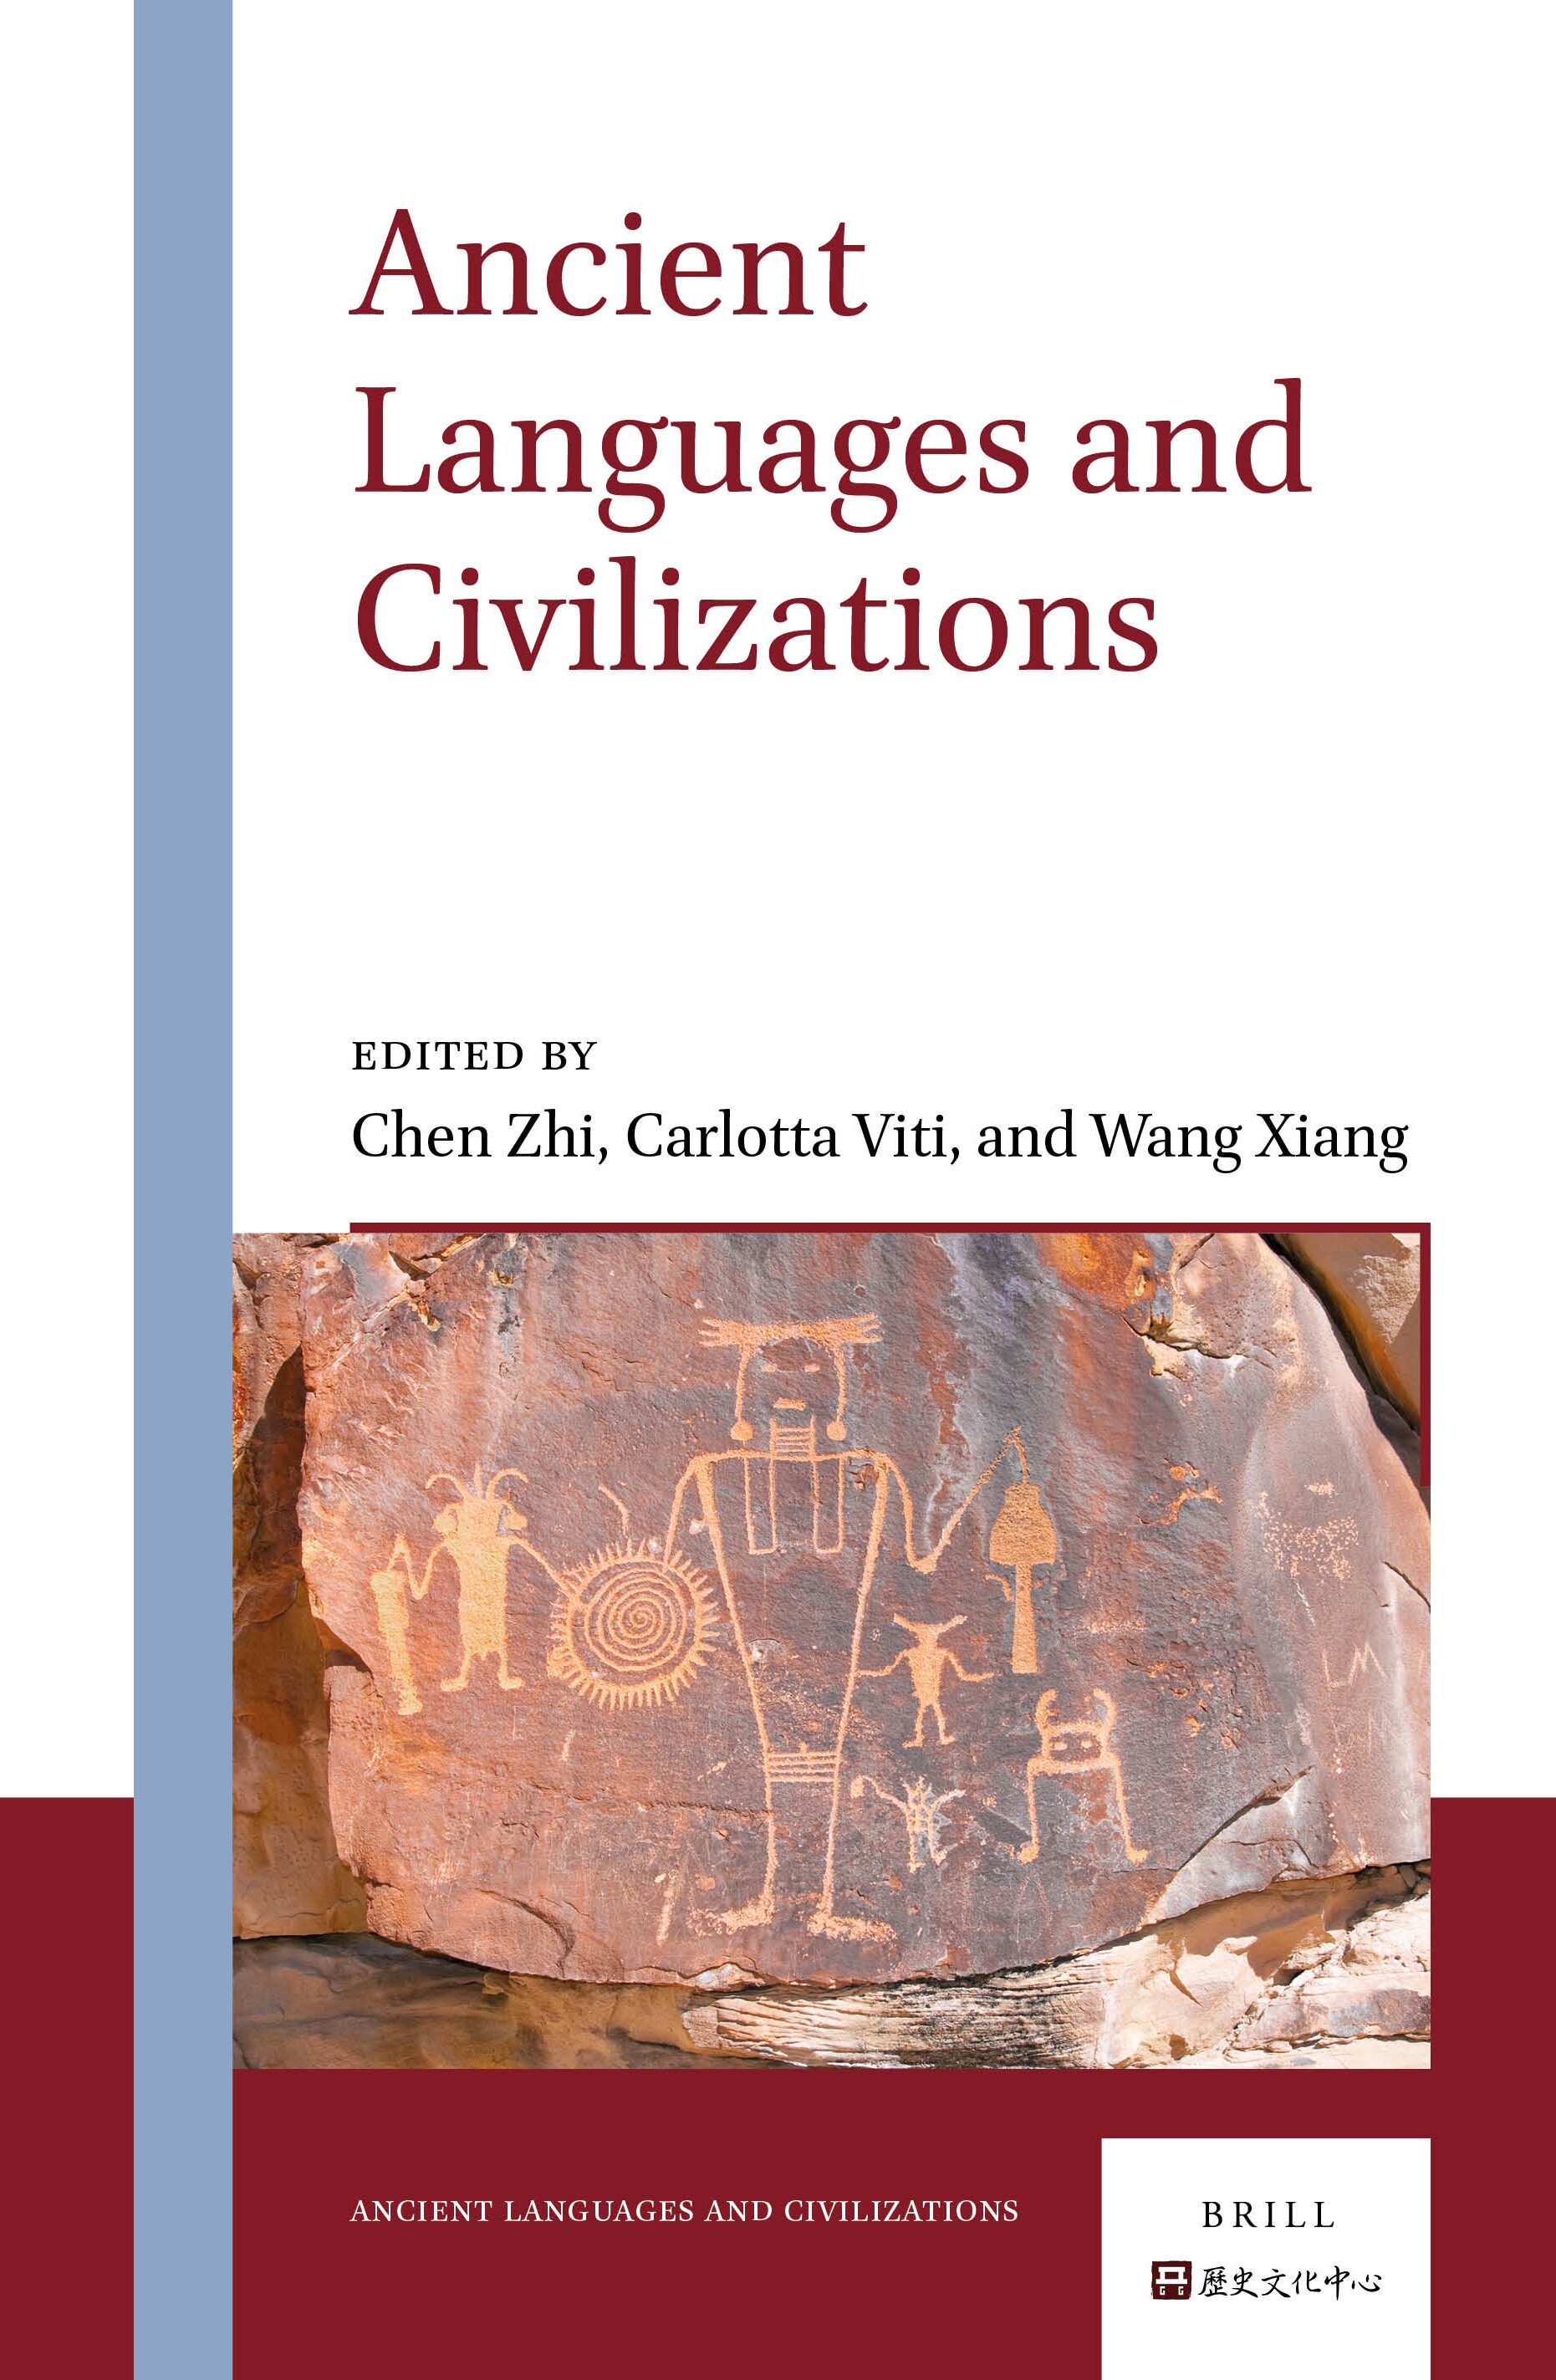 Ancient
Languages and
Civilizations
EDITED BY
Chen Zhi, Carlotta Viti, and Wang Xiang
ANCIENT LANGUAGES AND CIVILIZATIONS
BRILL
歷史文化中心